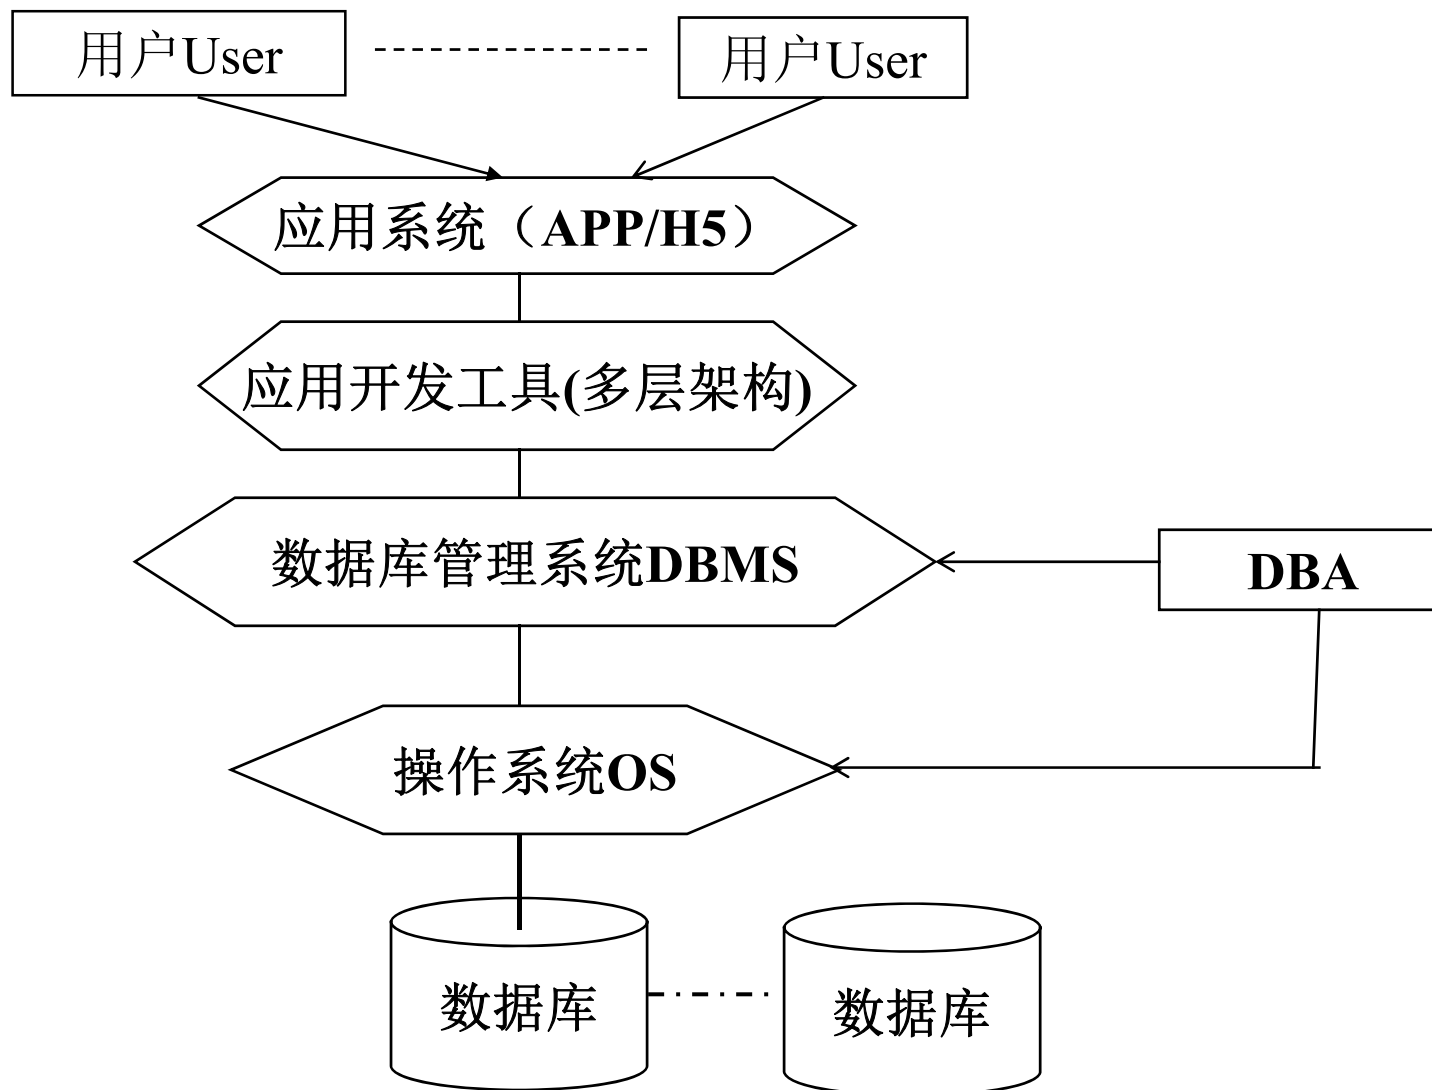 用户User
用户User
应用系统（APP/H5）
应用开发工具(多层架构)
数据库管理系统DBMS
DBA
操作系统OS
数据库
数据库